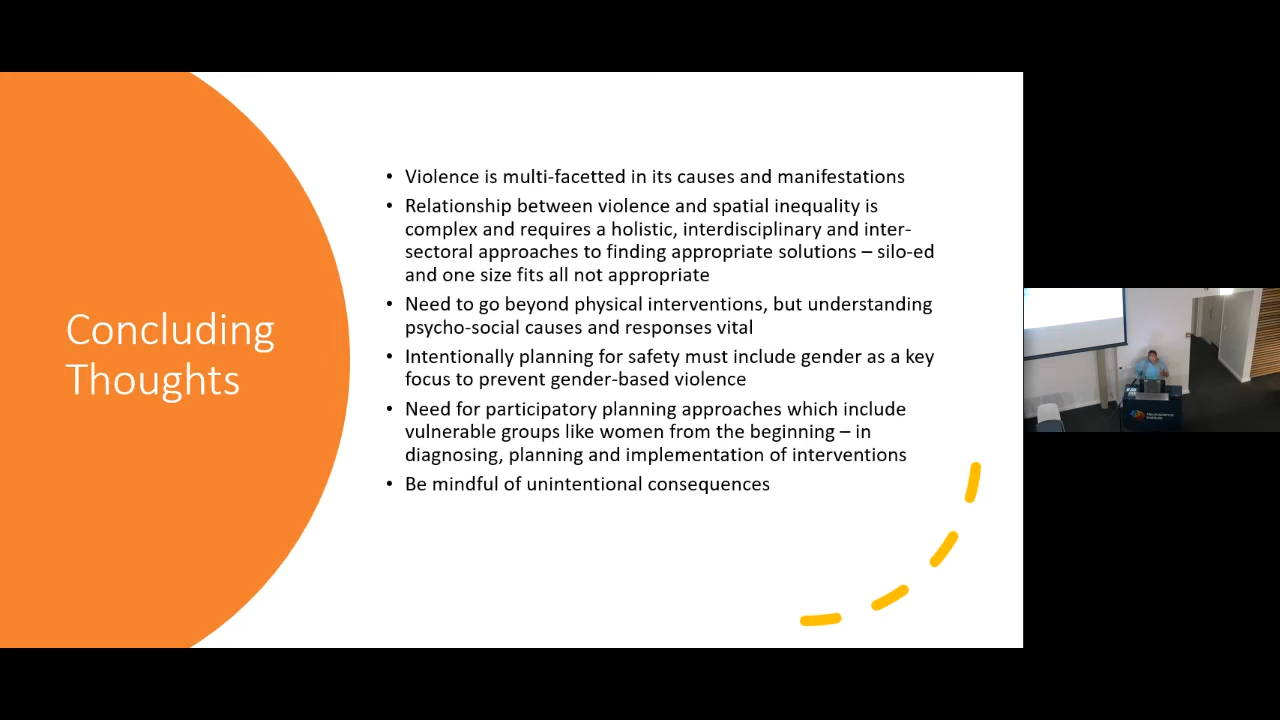 Concluding
Thoughts
• Violence is multi-facetted in its causes and manifestations
• Relationship between violence and spatial inequality is
complex and requires a holistic, interdisciplinary and inter-
sectoral approaches to finding appropriate solutions – silo-ed
and one size fits all not appropriate
• Need to go beyond physical interventions, but understanding
psycho-social causes and responses vital
• Intentionally planning for safety must include gender as a key
focus to prevent gender-based violence
• Need for participatory planning approaches which include
vulnerable groups like women from the beginning – in
diagnosing, planning and implementation of interventions
• Be mindful of unintentional consequences
Neuroscience
Institute